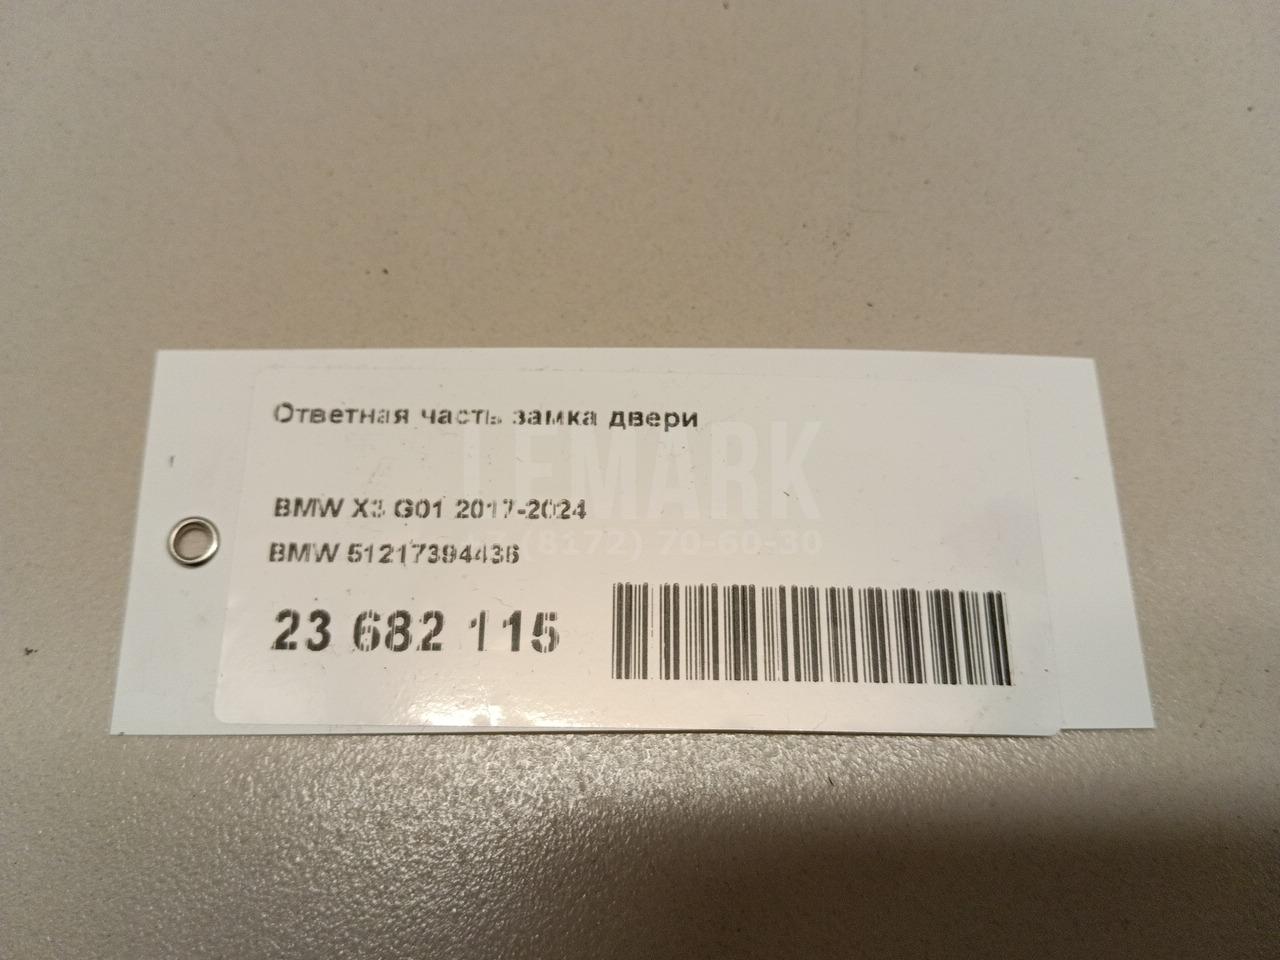 Ответная часть замка двери
LEMARK
BMW X3 G01 2017-2024
(8172) 70-60-30
BMW 51217394436
23 682 115